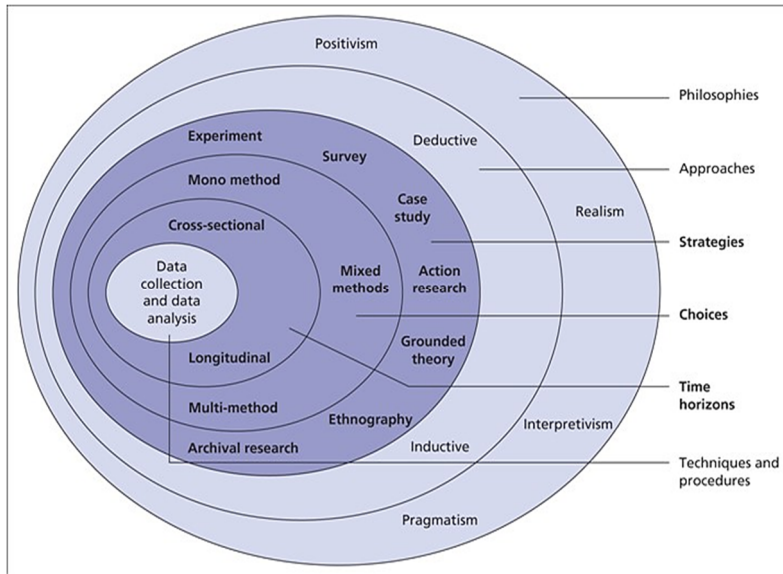 Positivism
Philosophies
Deductive
Experiment
Survey
Approaches
Mono method
Case
study
Realism
Cross-sectional
Strategies
Data
collection
and data
analysis
Mixed
methods
Action
research
Choices
Grounded
theory
Longitudinal
Time
horizons
Multi-method
Ethnography
Interpretivism
Archival research
Inductive
Techniques and
procedures
Pragmatism